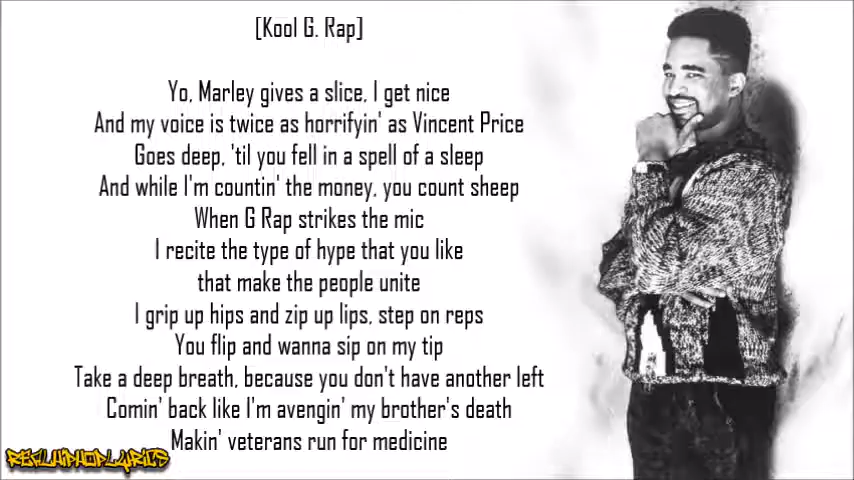 [Kool G. Rap]
Yo, Marley gives a slice, I get nice
And my voice is twice as horrifyin' as Vincent Price
Goes deep, 'til you fell in a spell of a sleep
And while I'm countin' the money, you count sheep
When G Rap strikes the mic
I recite the type of hype that you like
that make the people unite
I grip up hips and zip up lips, step on reps
You flip and wanna sip on my tip
Take a deep breath, because you don't have another left
Comin' back like I'm avengin' my brother's death
Makin' veterans run for medicine
REALHIPHOPLYRICS